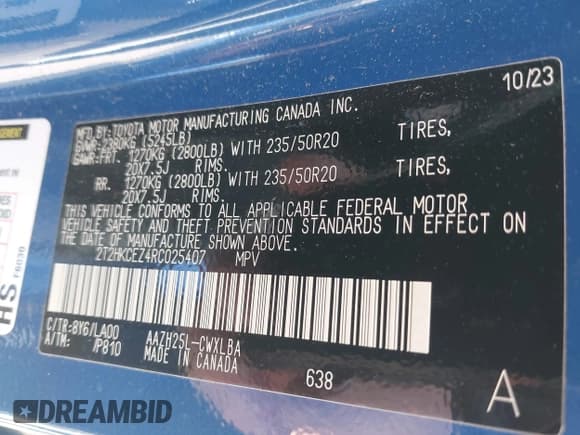 10/23
MFD.BY:TOYOTA MOTOR MANUFACTURING CANADA INC.
GVWR: 2380KG (5245LB)
GAWR:FRT. 1270KG (2800LB) WITH 235/50R20 TIRES,
20X7.5J RIMS.
RR. 1270KG (2800LB) WITH 235/50R20 TIRES,
20X7.5J RIMS.
THIS VEHICLE CONFORMS TO ALL APPLICABLE FEDERAL MOTOR
VEHICLE SAFETY AND THEFT PREVENTION STANDARDS IN EFFECT ON
THE DATE OF MANUFACTURE SHOWN ABOVE.
2T2HKCEZ4RC025407 MPV
C/TR:8Y6/LA00 AAZH25L-CWXLBA
A/TM: /P810 MADE IN CANADA
638
A
HS
F6030
DREAMBID